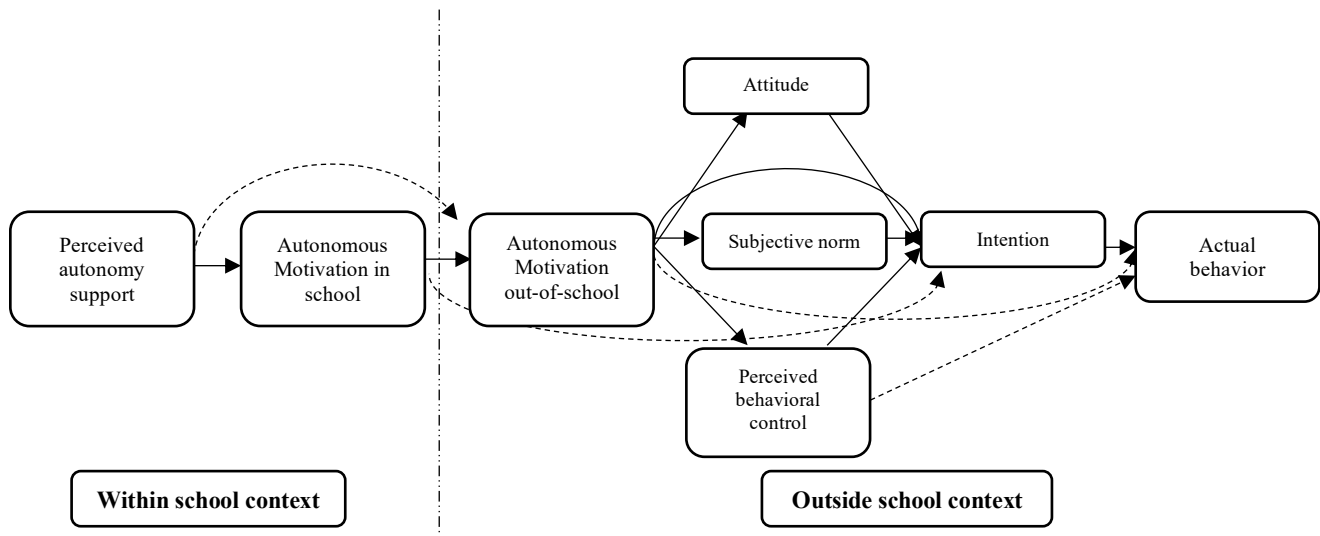 Attitude
Perceived
autonomy
support
Autonomous
Motivation in
school
Autonomous
Motivation
out-of-school
Subjective norm
Intention
Actual
behavior
Perceived
behavioral
control
Within school context
Outside school context